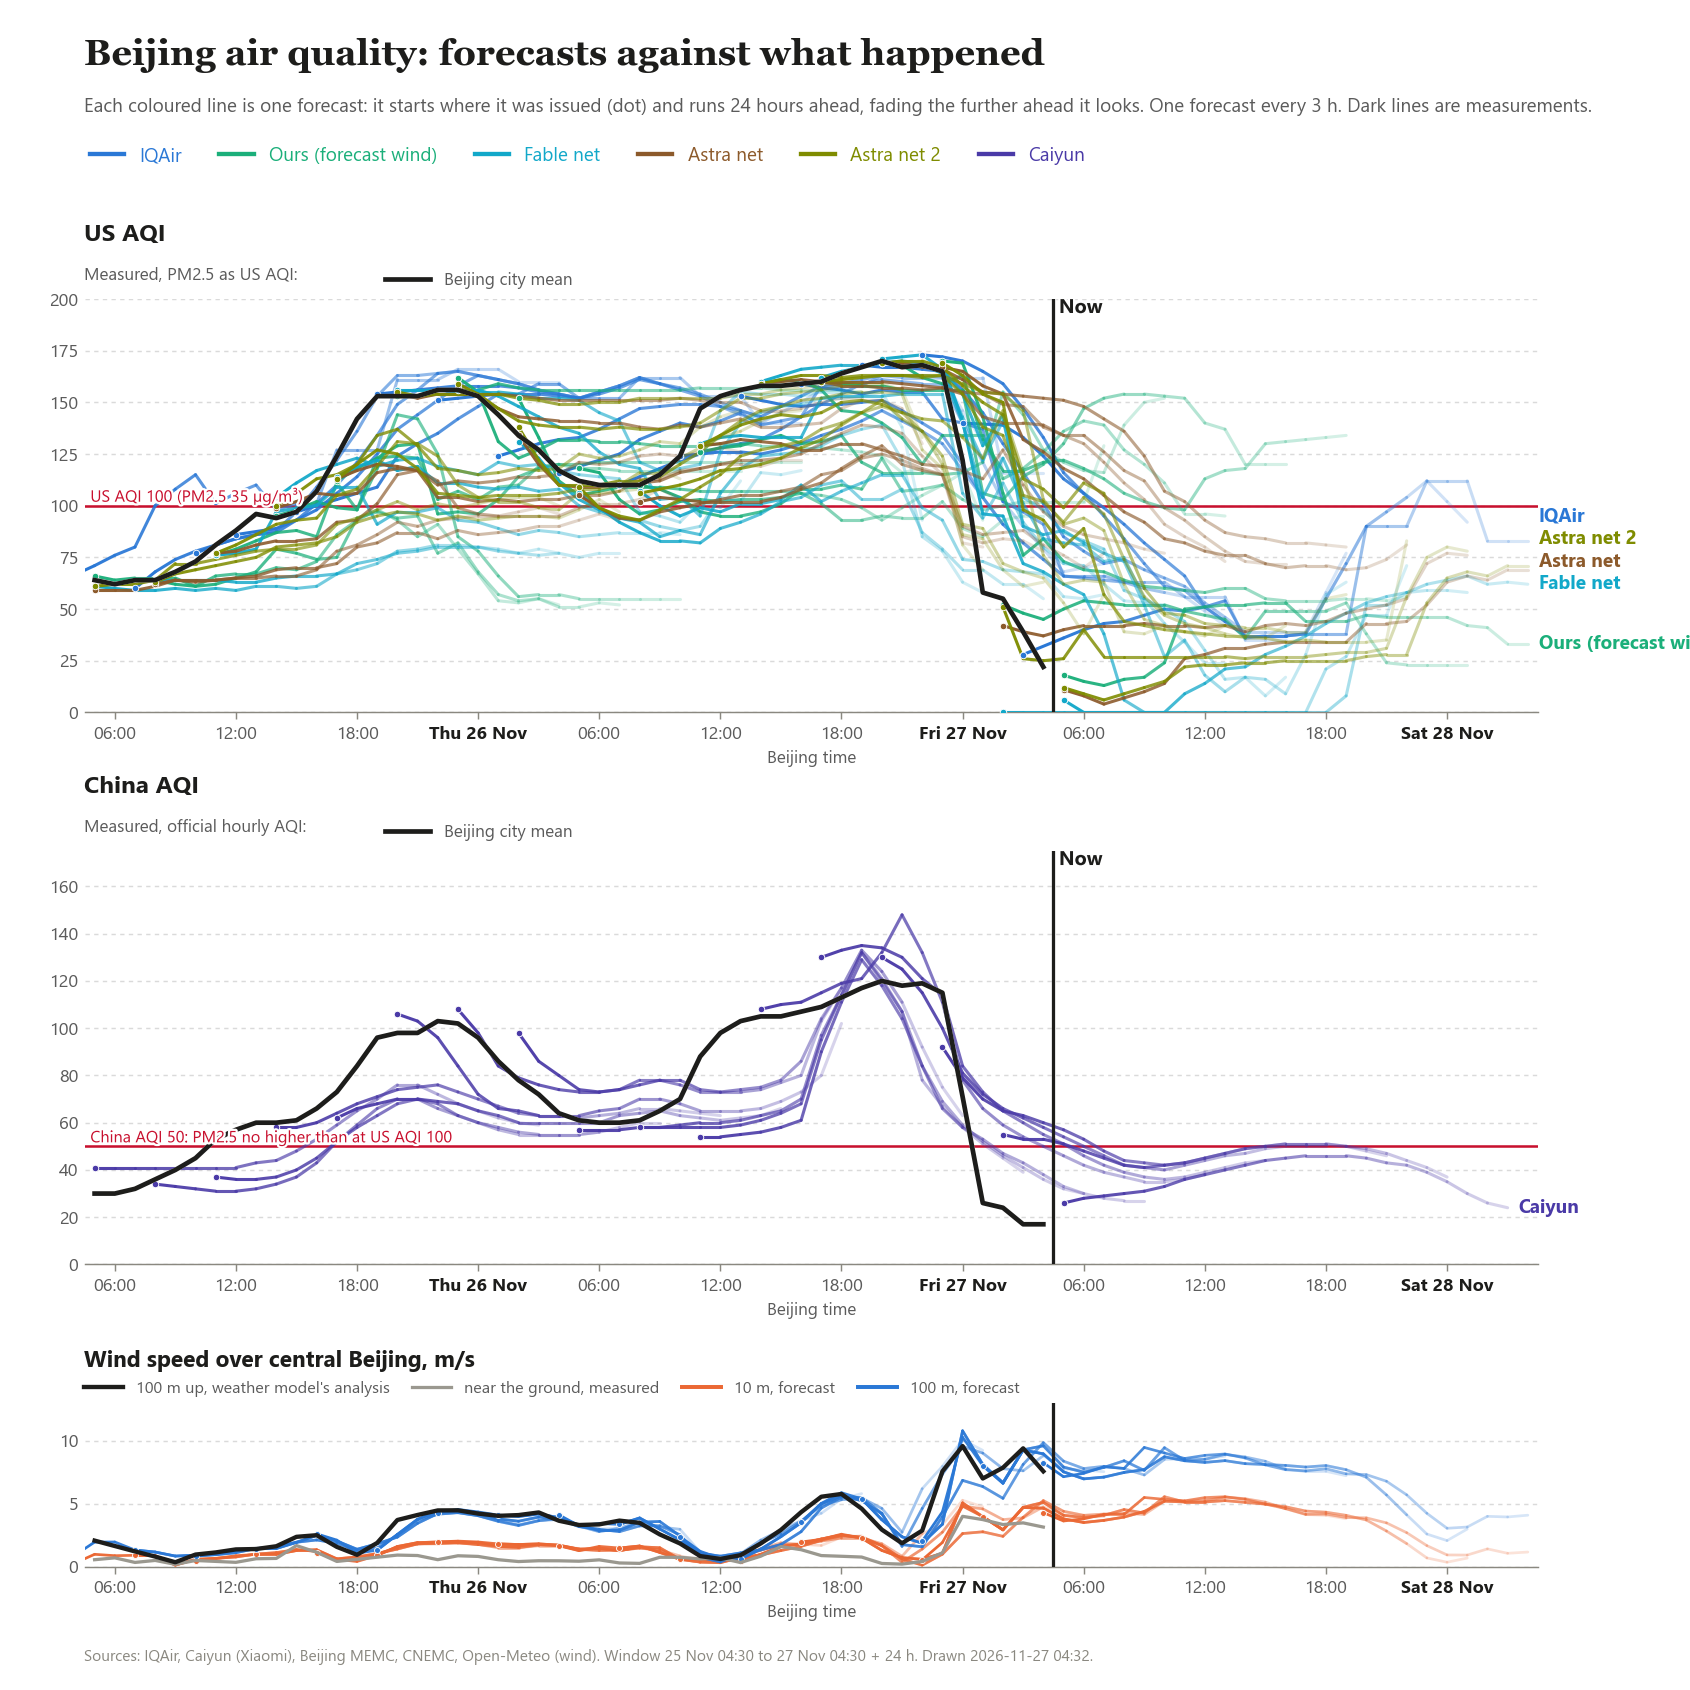 Beijing air quality: forecasts against what happened
Each coloured line is one forecast: it starts where it was issued (dot) and runs 24 hours ahead, fading the further ahead it looks. One forecast every 3 h. Dark lines are measurements.
IQAir Ours (forecast wind) Fable net Astra net Astra net 2 Caiyun
US AQI
Measured, PM2.5 as US AQI: Beijing city mean
200
Now
175
150
125
US AQI 100 (PM2.5 35 µg/m³)
100
IQAir
Astra net 2
75
Astra net
Fable net
50
Ours (forecast wi
25
0
06:00 12:00 18:00 Thu 26 Nov 06:00 12:00 18:00 Fri 27 Nov 06:00 12:00 18:00 Sat 28 Nov
Beijing time
China AQI
Measured, official hourly AQI: Beijing city mean
Now
160
140
120
100
80
60
China AQI 50: PM2.5 no higher than at US AQI 100
40
20
Caiyun
0
06:00 12:00 18:00 Thu 26 Nov 06:00 12:00 18:00 Fri 27 Nov 06:00 12:00 18:00 Sat 28 Nov
Beijing time
Wind speed over central Beijing, m/s
100 m up, weather model's analysis near the ground, measured 10 m, forecast 100 m, forecast
10
5
0
06:00 12:00 18:00 Thu 26 Nov 06:00 12:00 18:00 Fri 27 Nov 06:00 12:00 18:00 Sat 28 Nov
Beijing time
Sources: IQAir, Caiyun (Xiaomi), Beijing MEMC, CNEMC, Open-Meteo (wind). Window 25 Nov 04:30 to 27 Nov 04:30 + 24 h. Drawn 2026-11-27 04:32.